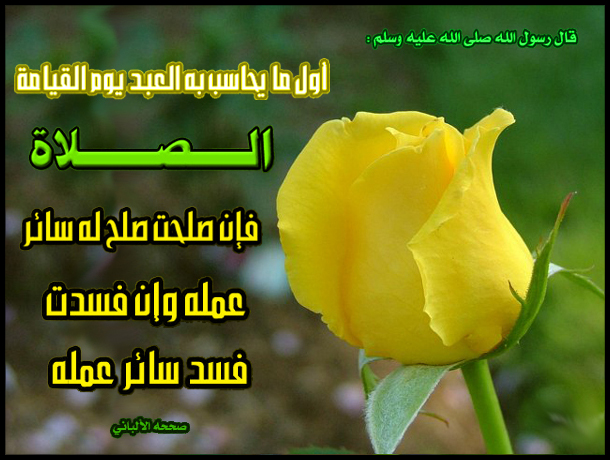 قال رسول الله صلى الله عليه وسلم :
أول ما يحاسب به العبد يوم القيامة
الصلاة
فإن صلحت صلح له سائر
عمله وإن فسدت
فسد سائر عمله
صححه الألباني